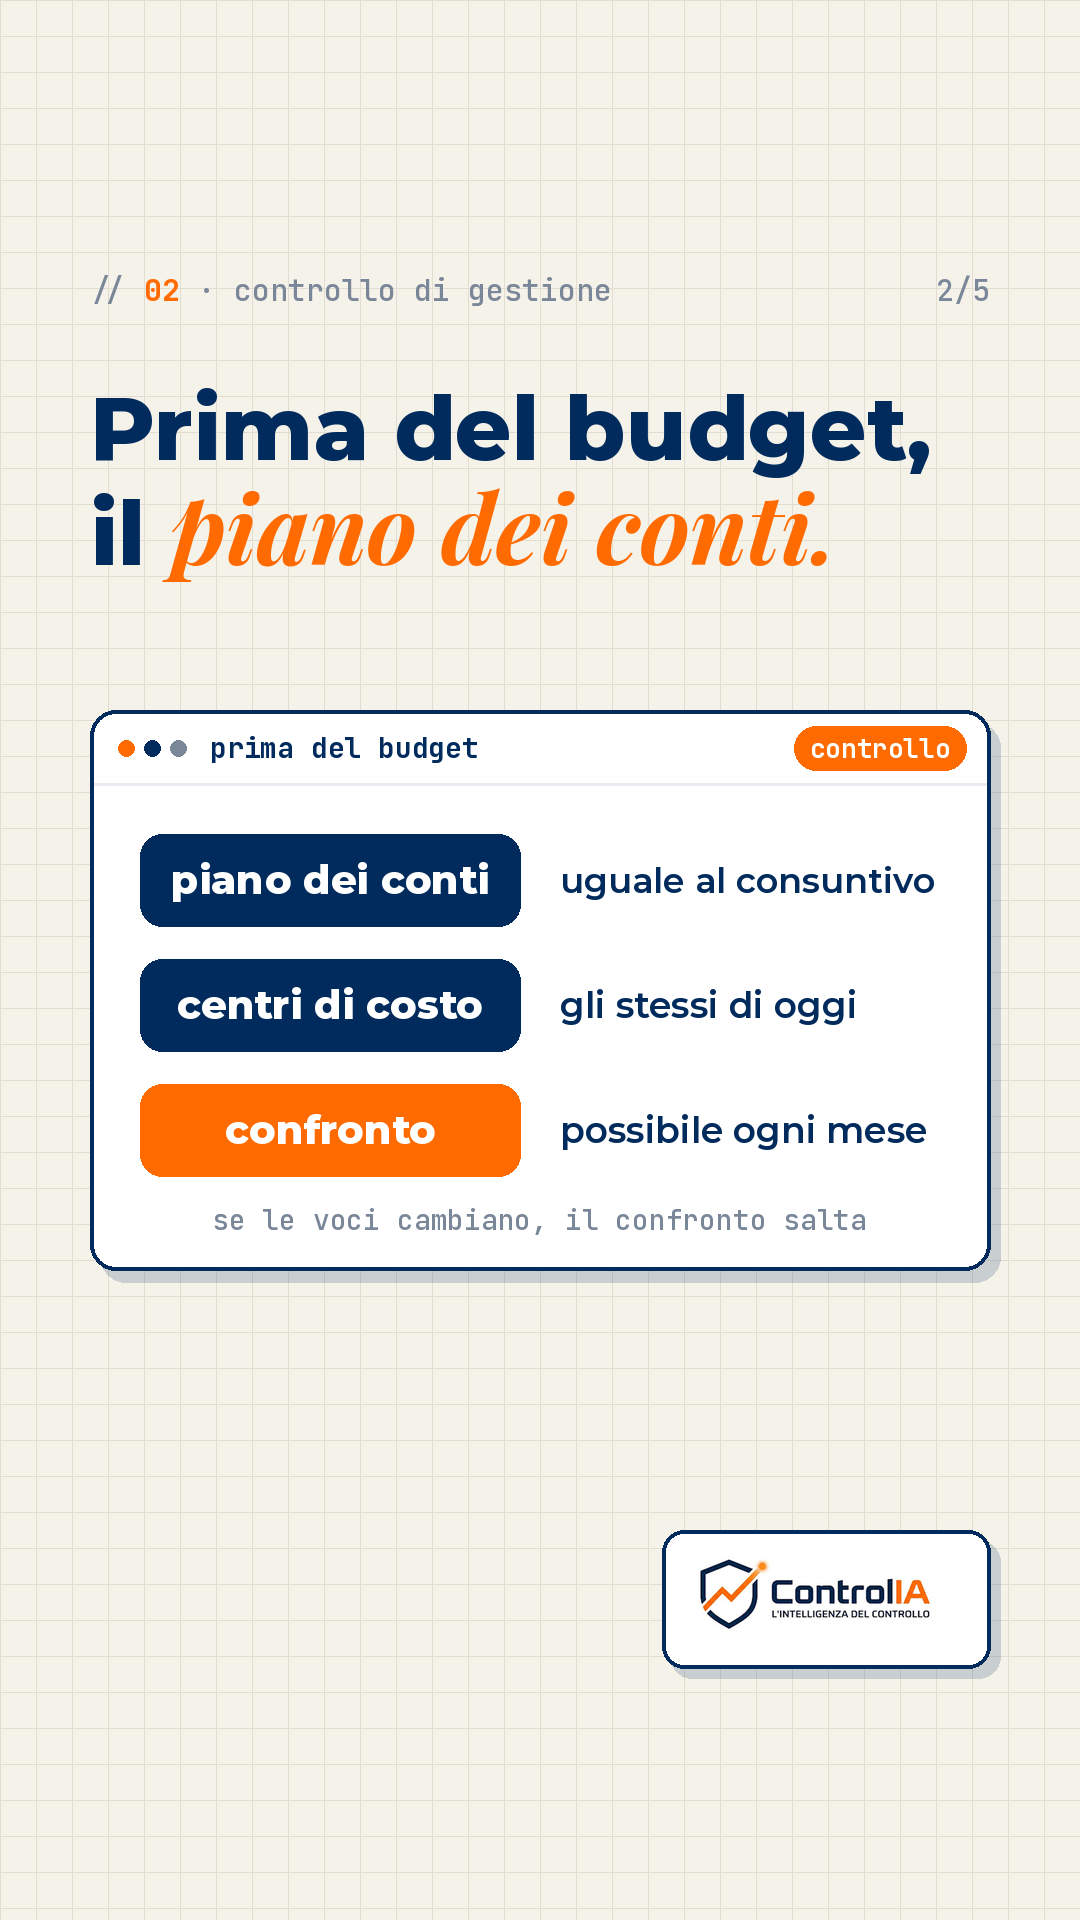 // 02 · controllo di gestione
2/5
Prima del budget,
il piano dei conti.
prima del budget
controllo
piano dei conti
uguale al consuntivo
centri di costo
gli stessi di oggi
confronto
possibile ogni mese
se le voci cambiano, il confronto salta
ControlIA
L'INTELLIGENZA DEL CONTROLLO